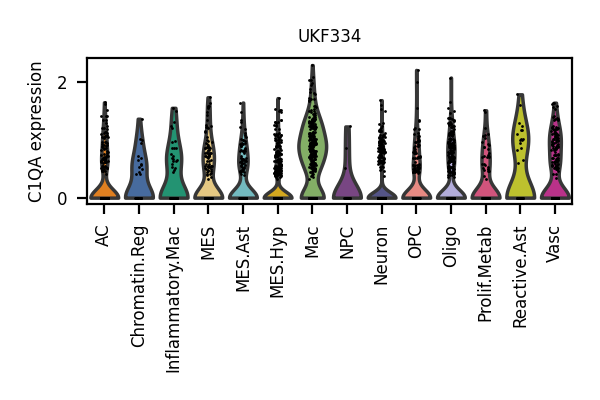 UKF334
C1QA expression
2
0
AC
Chromatin.Reg
Inflammatory.Mac
MES
MES.Ast
MES.Hyp
Mac
NPC
Neuron
OPC
Oligo
Prolif.Metab
Reactive.Ast
Vasc